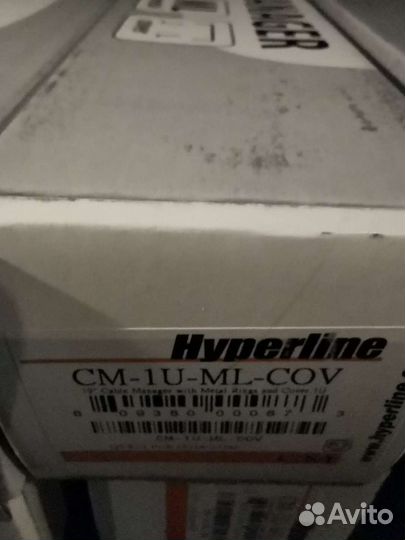 MANAGER
Hyperline
CM-1U-ML-COV
19" Cable Manager with Metal Rings and Cover 1U
CM-1U-ML-COV
www.hyperline.
Avito